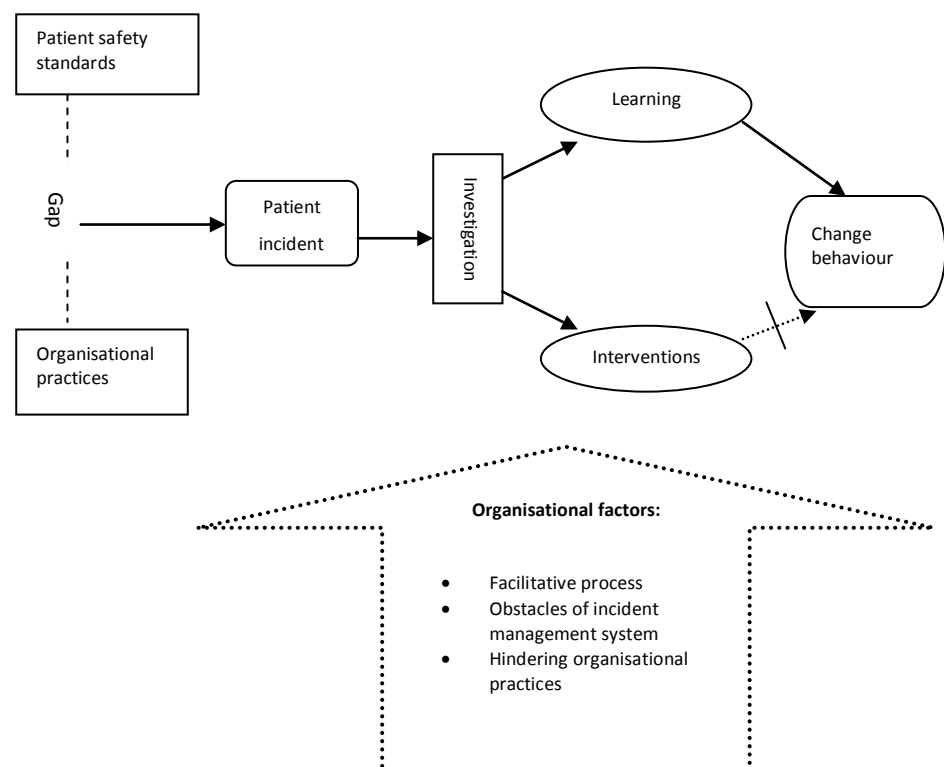 Patient safety
standards
Gap
Organisational
practices
Patient
incident
Investigation
Learning
Interventions
Change
behaviour
Organisational factors:
● Facilitative process
● Obstacles of incident
management system
● Hindering organisational
practices